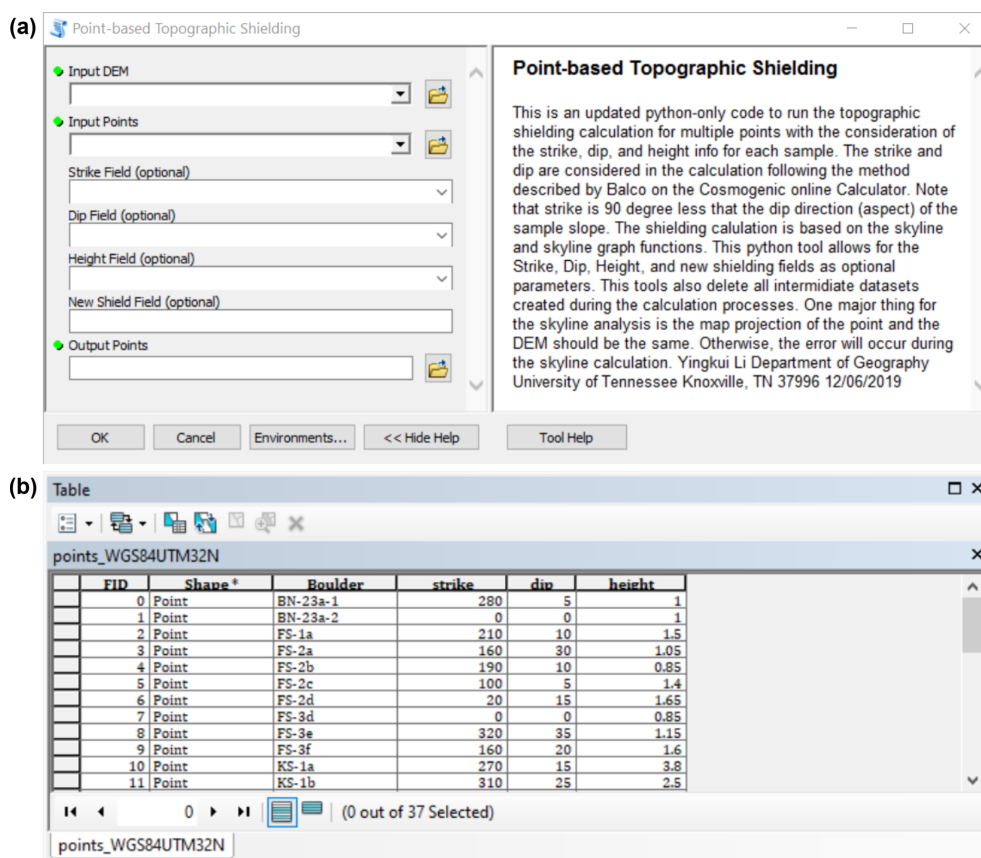 (a)
Point-based Topographic Shielding
Input DEM
Input Points
Strike Field (optional)
Dip Field (optional)
Height Field (optional)
New Shield Field (optional)
Output Points
Point-based Topographic Shielding
This is an updated python-only code to run the topographic
shielding calculation for multiple points with the consideration of
the strike, dip, and height info for each sample. The strike and
dip are considered in the calculation following the method
described by Balco on the Cosmogenic online Calculator. Note
that strike is 90 degree less that the dip direction (aspect) of the
sample slope. The shielding calulation is based on the skyline
and skyline graph functions. This python tool allows for the
Strike, Dip, Height, and new shielding fields as optional
parameters. This tools also delete all intermidiate datasets
created during the calculation processes. One major thing for
the skyline analysis is the map projection of the point and the
DEM should be the same. Otherwise, the error will occur during
the skyline calculation. Yingkui Li Department of Geography
University of Tennessee Knoxville, TN 37996 12/06/2019
OK Cancel Environments... << Hide Help Tool Help
(b)
Table
points_WGS84UTM32N
FID Shape * Boulder strike dip height
0 Point BN-23a-1 280 5 1
1 Point BN-23a-2 0 0 1
2 Point FS-1a 210 10 1.5
3 Point FS-2a 160 30 1.05
4 Point FS-2b 190 10 0.85
5 Point FS-2c 100 5 1.4
6 Point FS-2d 20 15 1.65
7 Point FS-3d 0 0 0.85
8 Point FS-3e 320 35 1.15
9 Point FS-3f 160 20 1.6
10 Point KS-1a 270 15 3.8
11 Point KS-1b 310 25 2.5
0 (0 out of 37 Selected)
points_WGS84UTM32N